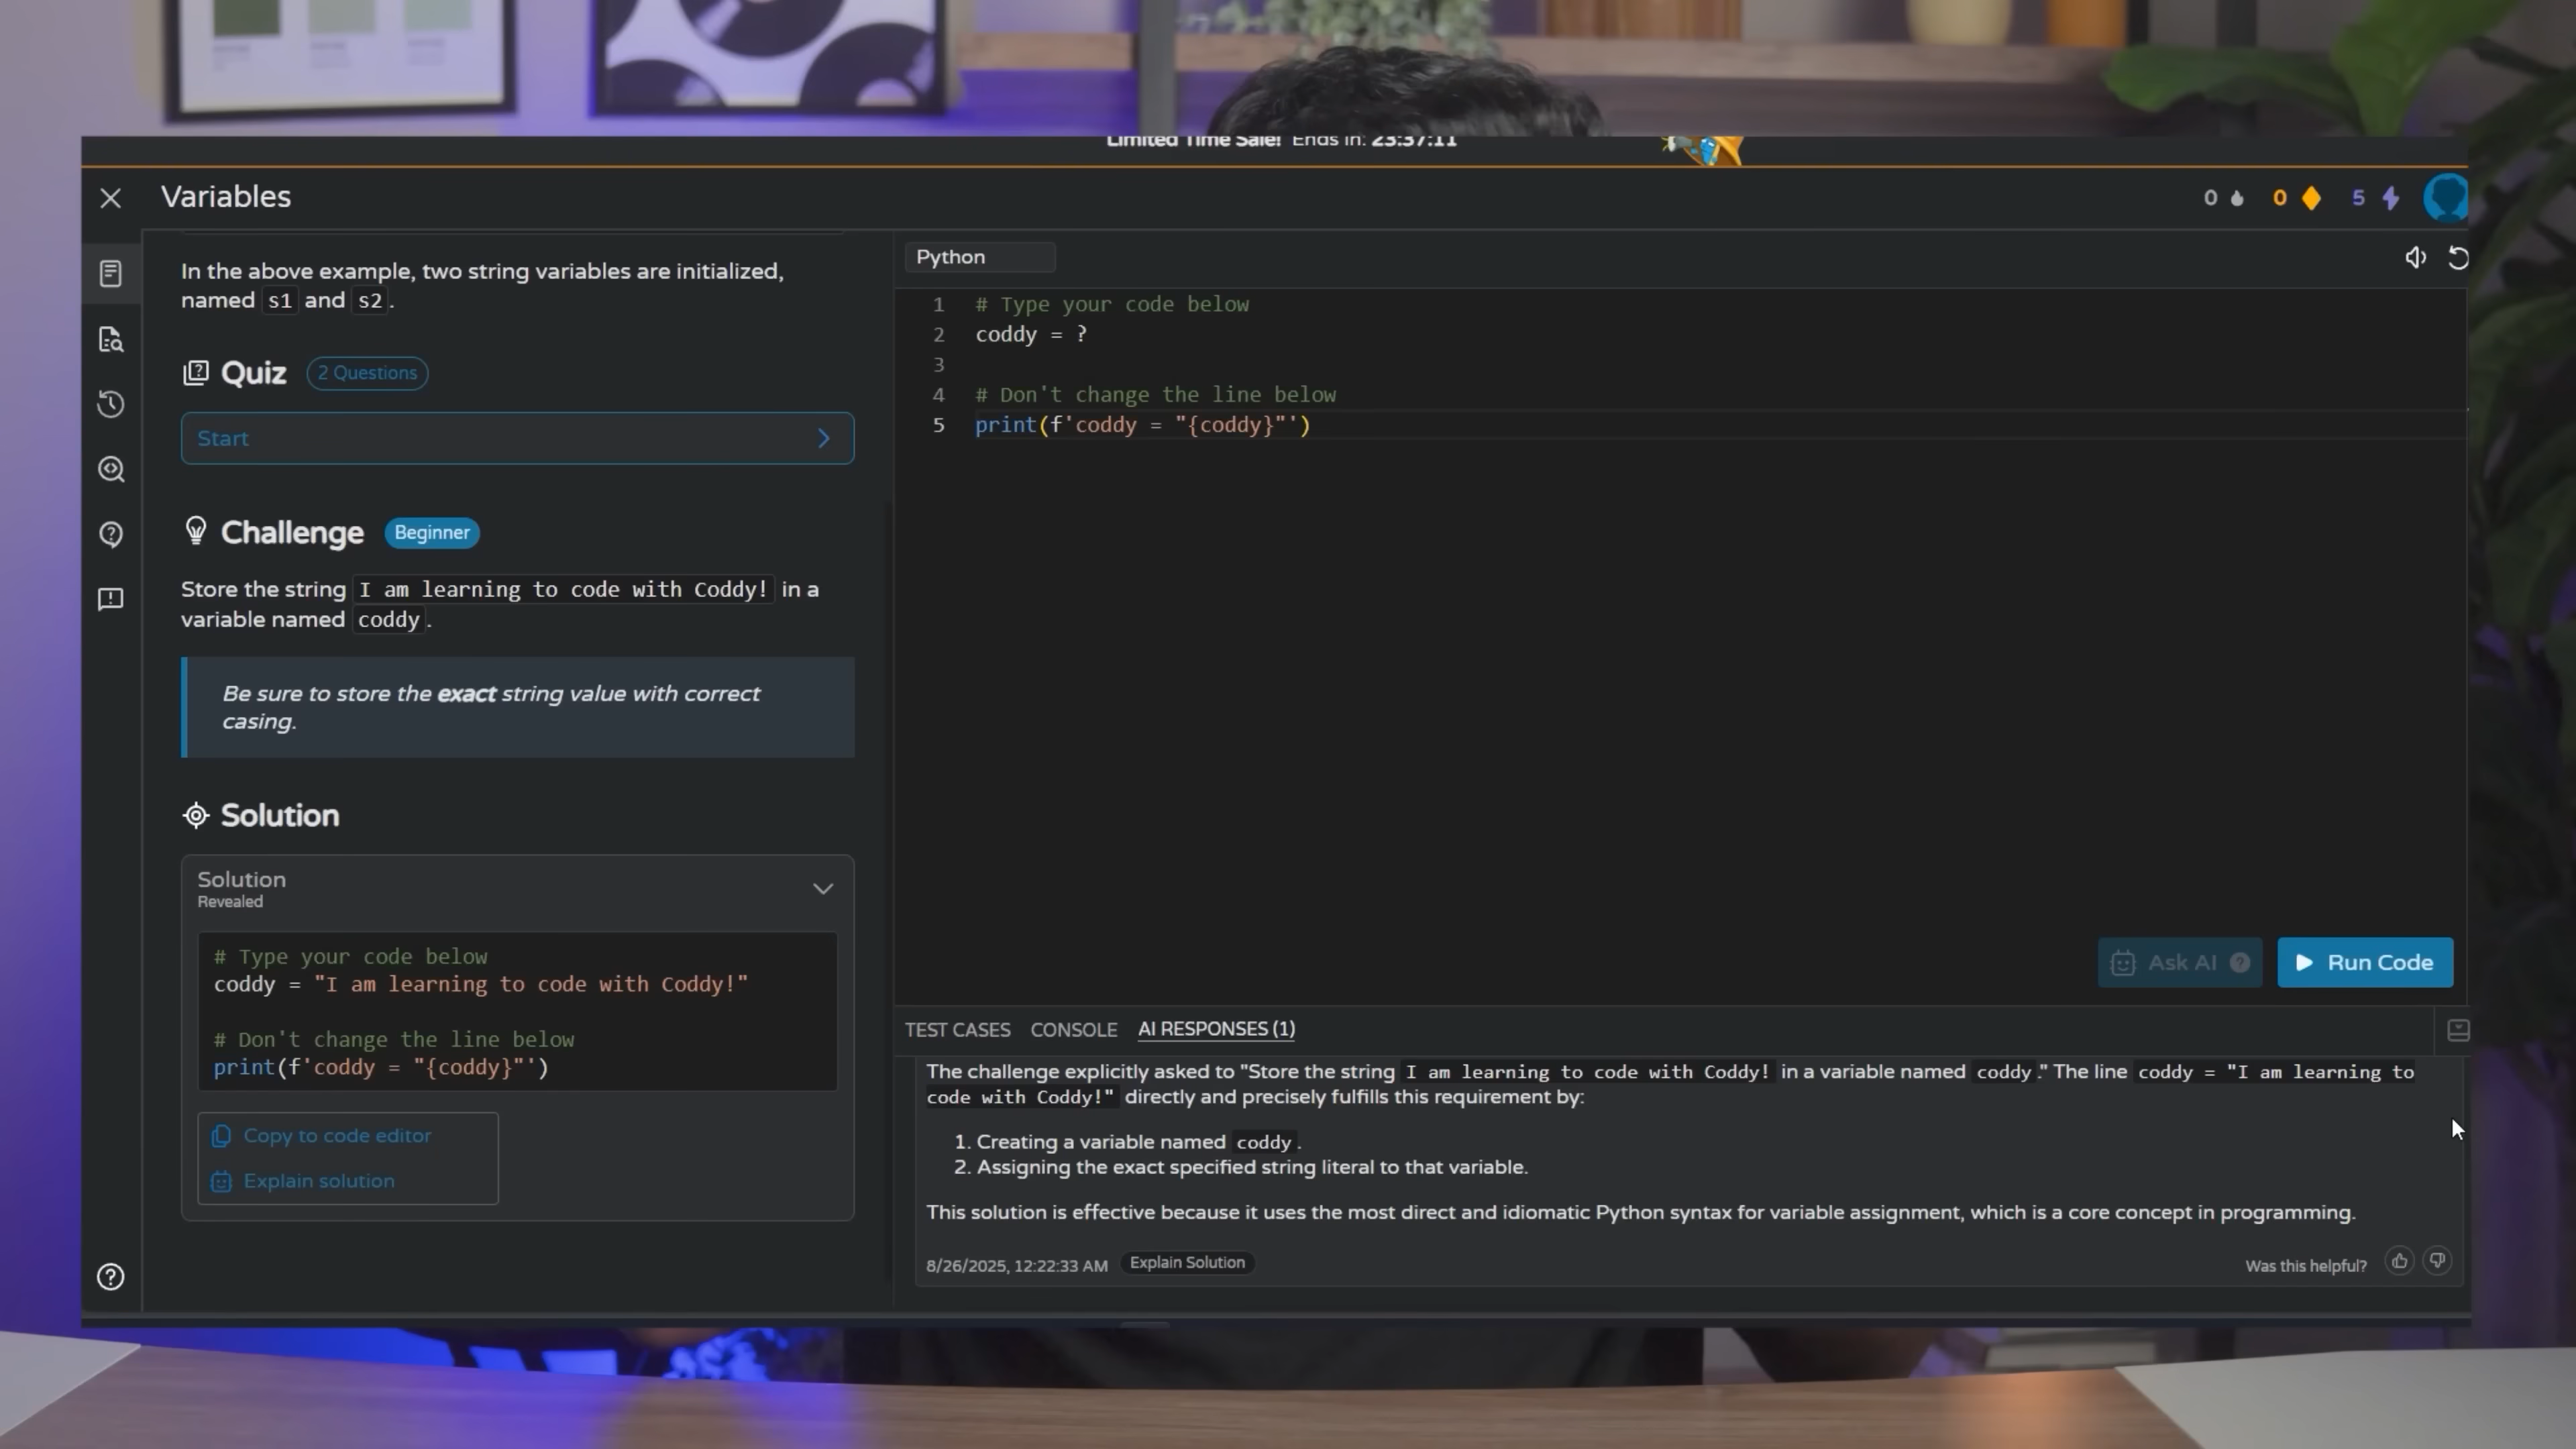 Limited Time Sale! Ends in: 23:37:11
Variables
0
0
5
In the above example, two string variables are initialized,
named s1 and s2.
Quiz 2 Questions
Start
Challenge Beginner
Store the string I am learning to code with Coddy! in a
variable named coddy.
Be sure to store the exact string value with correct
casing.
Solution
Solution
Revealed
# Type your code below
coddy = "I am learning to code with Coddy!"
# Don't change the line below
print(f'coddy = "{coddy}"')
Copy to code editor
Explain solution
Python
1 # Type your code below
2 coddy = ?
3
4 # Don't change the line below
5 print(f'coddy = "{coddy}"')
Ask AI ?
Run Code
TEST CASES CONSOLE AI RESPONSES (1)
The challenge explicitly asked to "Store the string I am learning to code with Coddy! in a variable named coddy." The line coddy = "I am learning to
code with Coddy!" directly and precisely fulfills this requirement by:
1. Creating a variable named coddy.
2. Assigning the exact specified string literal to that variable.
This solution is effective because it uses the most direct and idiomatic Python syntax for variable assignment, which is a core concept in programming.
8/26/2025, 12:22:33 AM Explain Solution
Was this helpful?